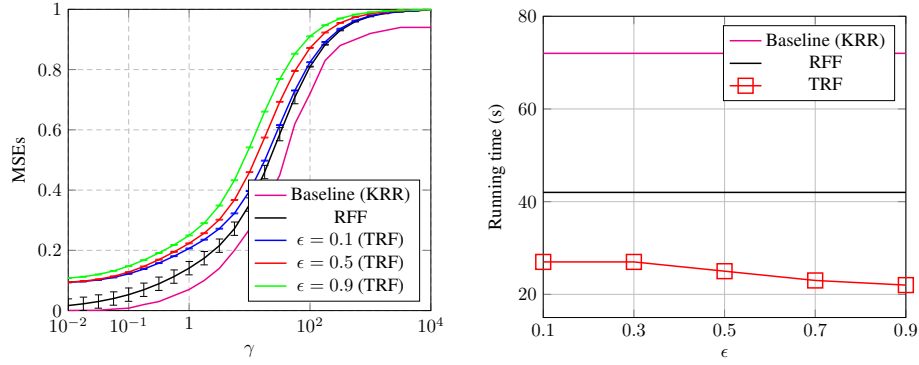 1
0.8
0.6
0.4
0.2
0
MSEs
10^{-2}
10^{-1}
1
10^2
10^4
γ
Baseline (KRR)
RFF
ϵ = 0.1 (TRF)
ϵ = 0.5 (TRF)
ϵ = 0.9 (TRF)
80
60
40
20
Running time (s)
0.1
0.3
0.5
0.7
0.9
ϵ
Baseline (KRR)
RFF
TRF